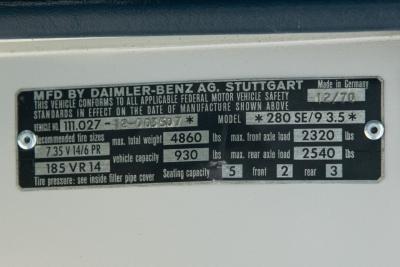 MFD BY DAIMLER-BENZ AG. STUTTGART Made in Germany
THIS VEHICLE CONFORMS TO ALL APPLICABLE FEDERAL MOTOR VEHICLE SAFETY 12/70
STANDARDS IN EFFECT ON THE DATE OF MANUFACTURE SHOWN ABOVE
VEHICLE NO. 111.027- MODEL *280 SE/9 3.5*
Recommended tire sizes max. total weight 4860 lbs max. front axle load 2320 lbs
7 35 V 14/6 PR vehicle capacity 930 lbs max. rear axle load 2540 lbs
185 VR 14 Seating capacity 5 front 2 rear 3
Tire pressure: see inside filler pipe cover